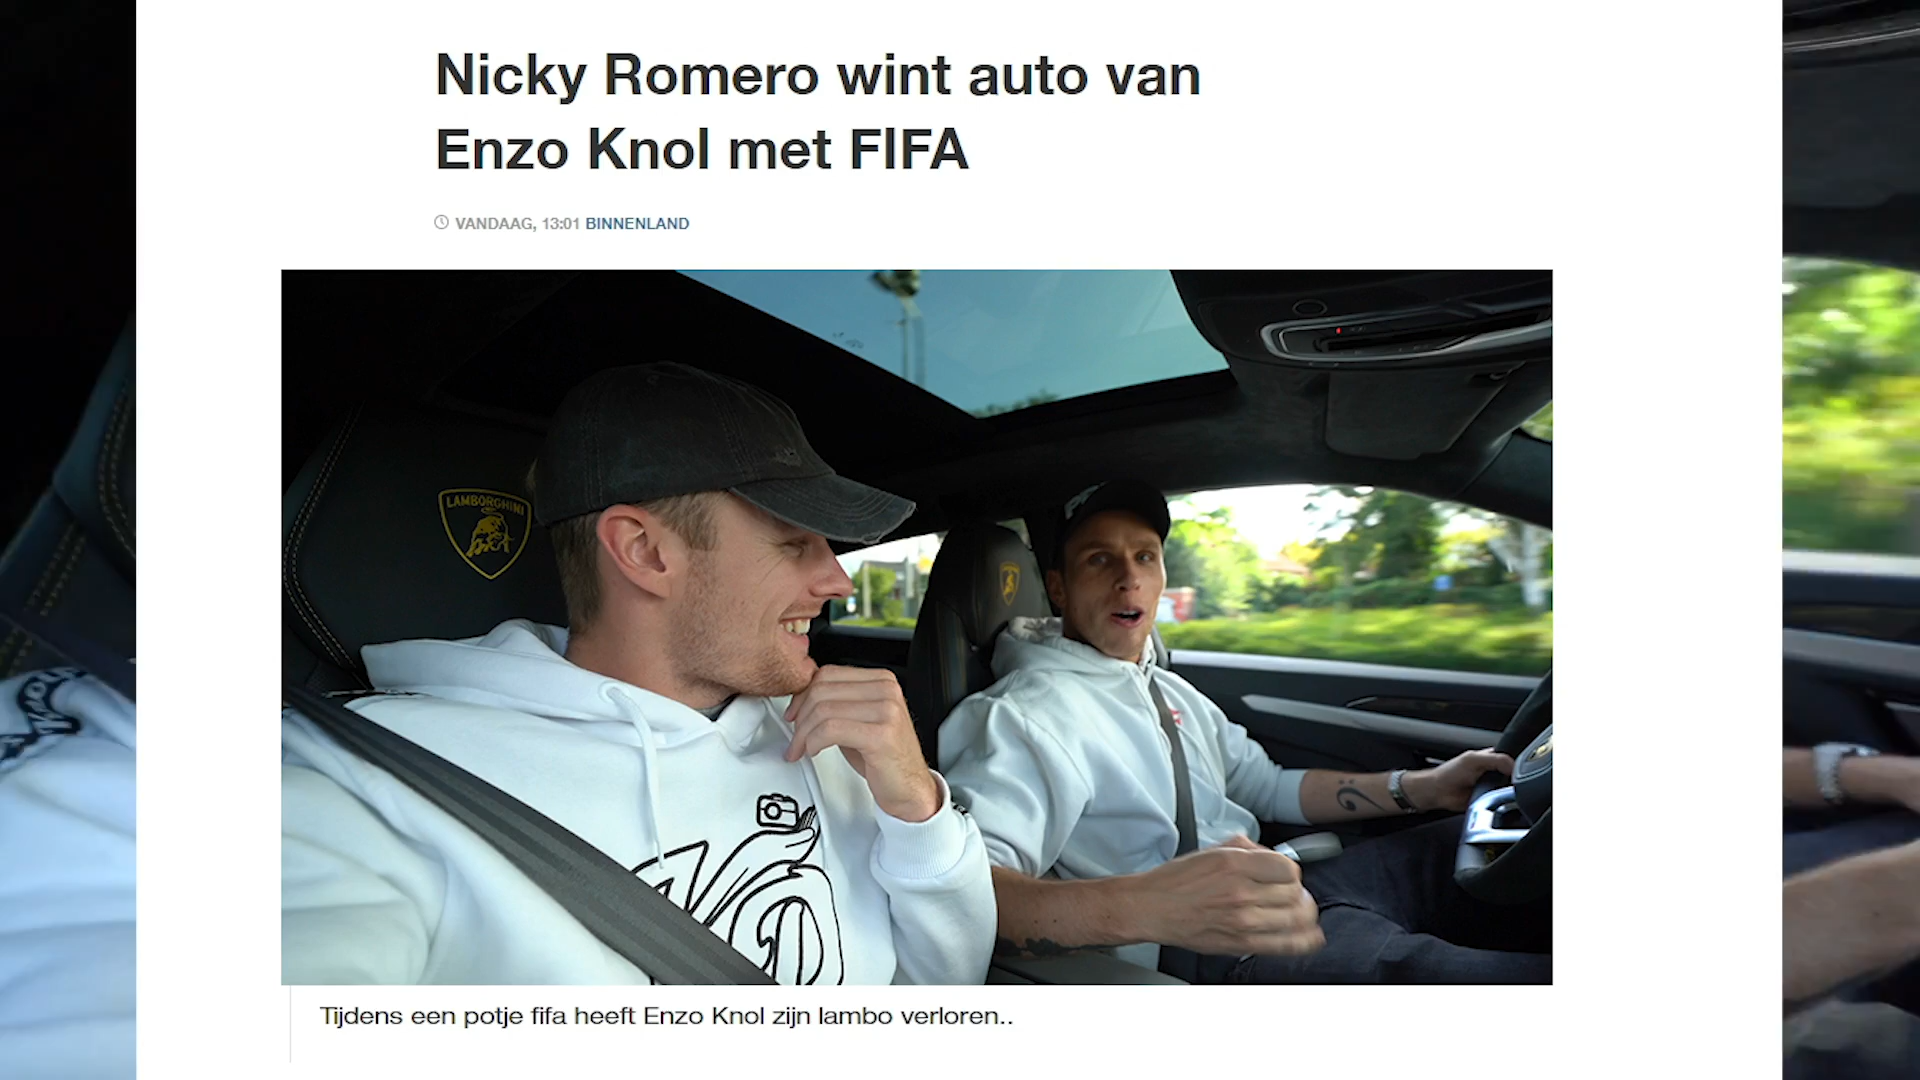 Nicky Romero wint auto van
Enzo Knol met FIFA
VANDAAG, 13:01 BINNENLAND
LAMBORGHINI
Tijdens een potje fifa heeft Enzo Knol zijn lambo verloren..